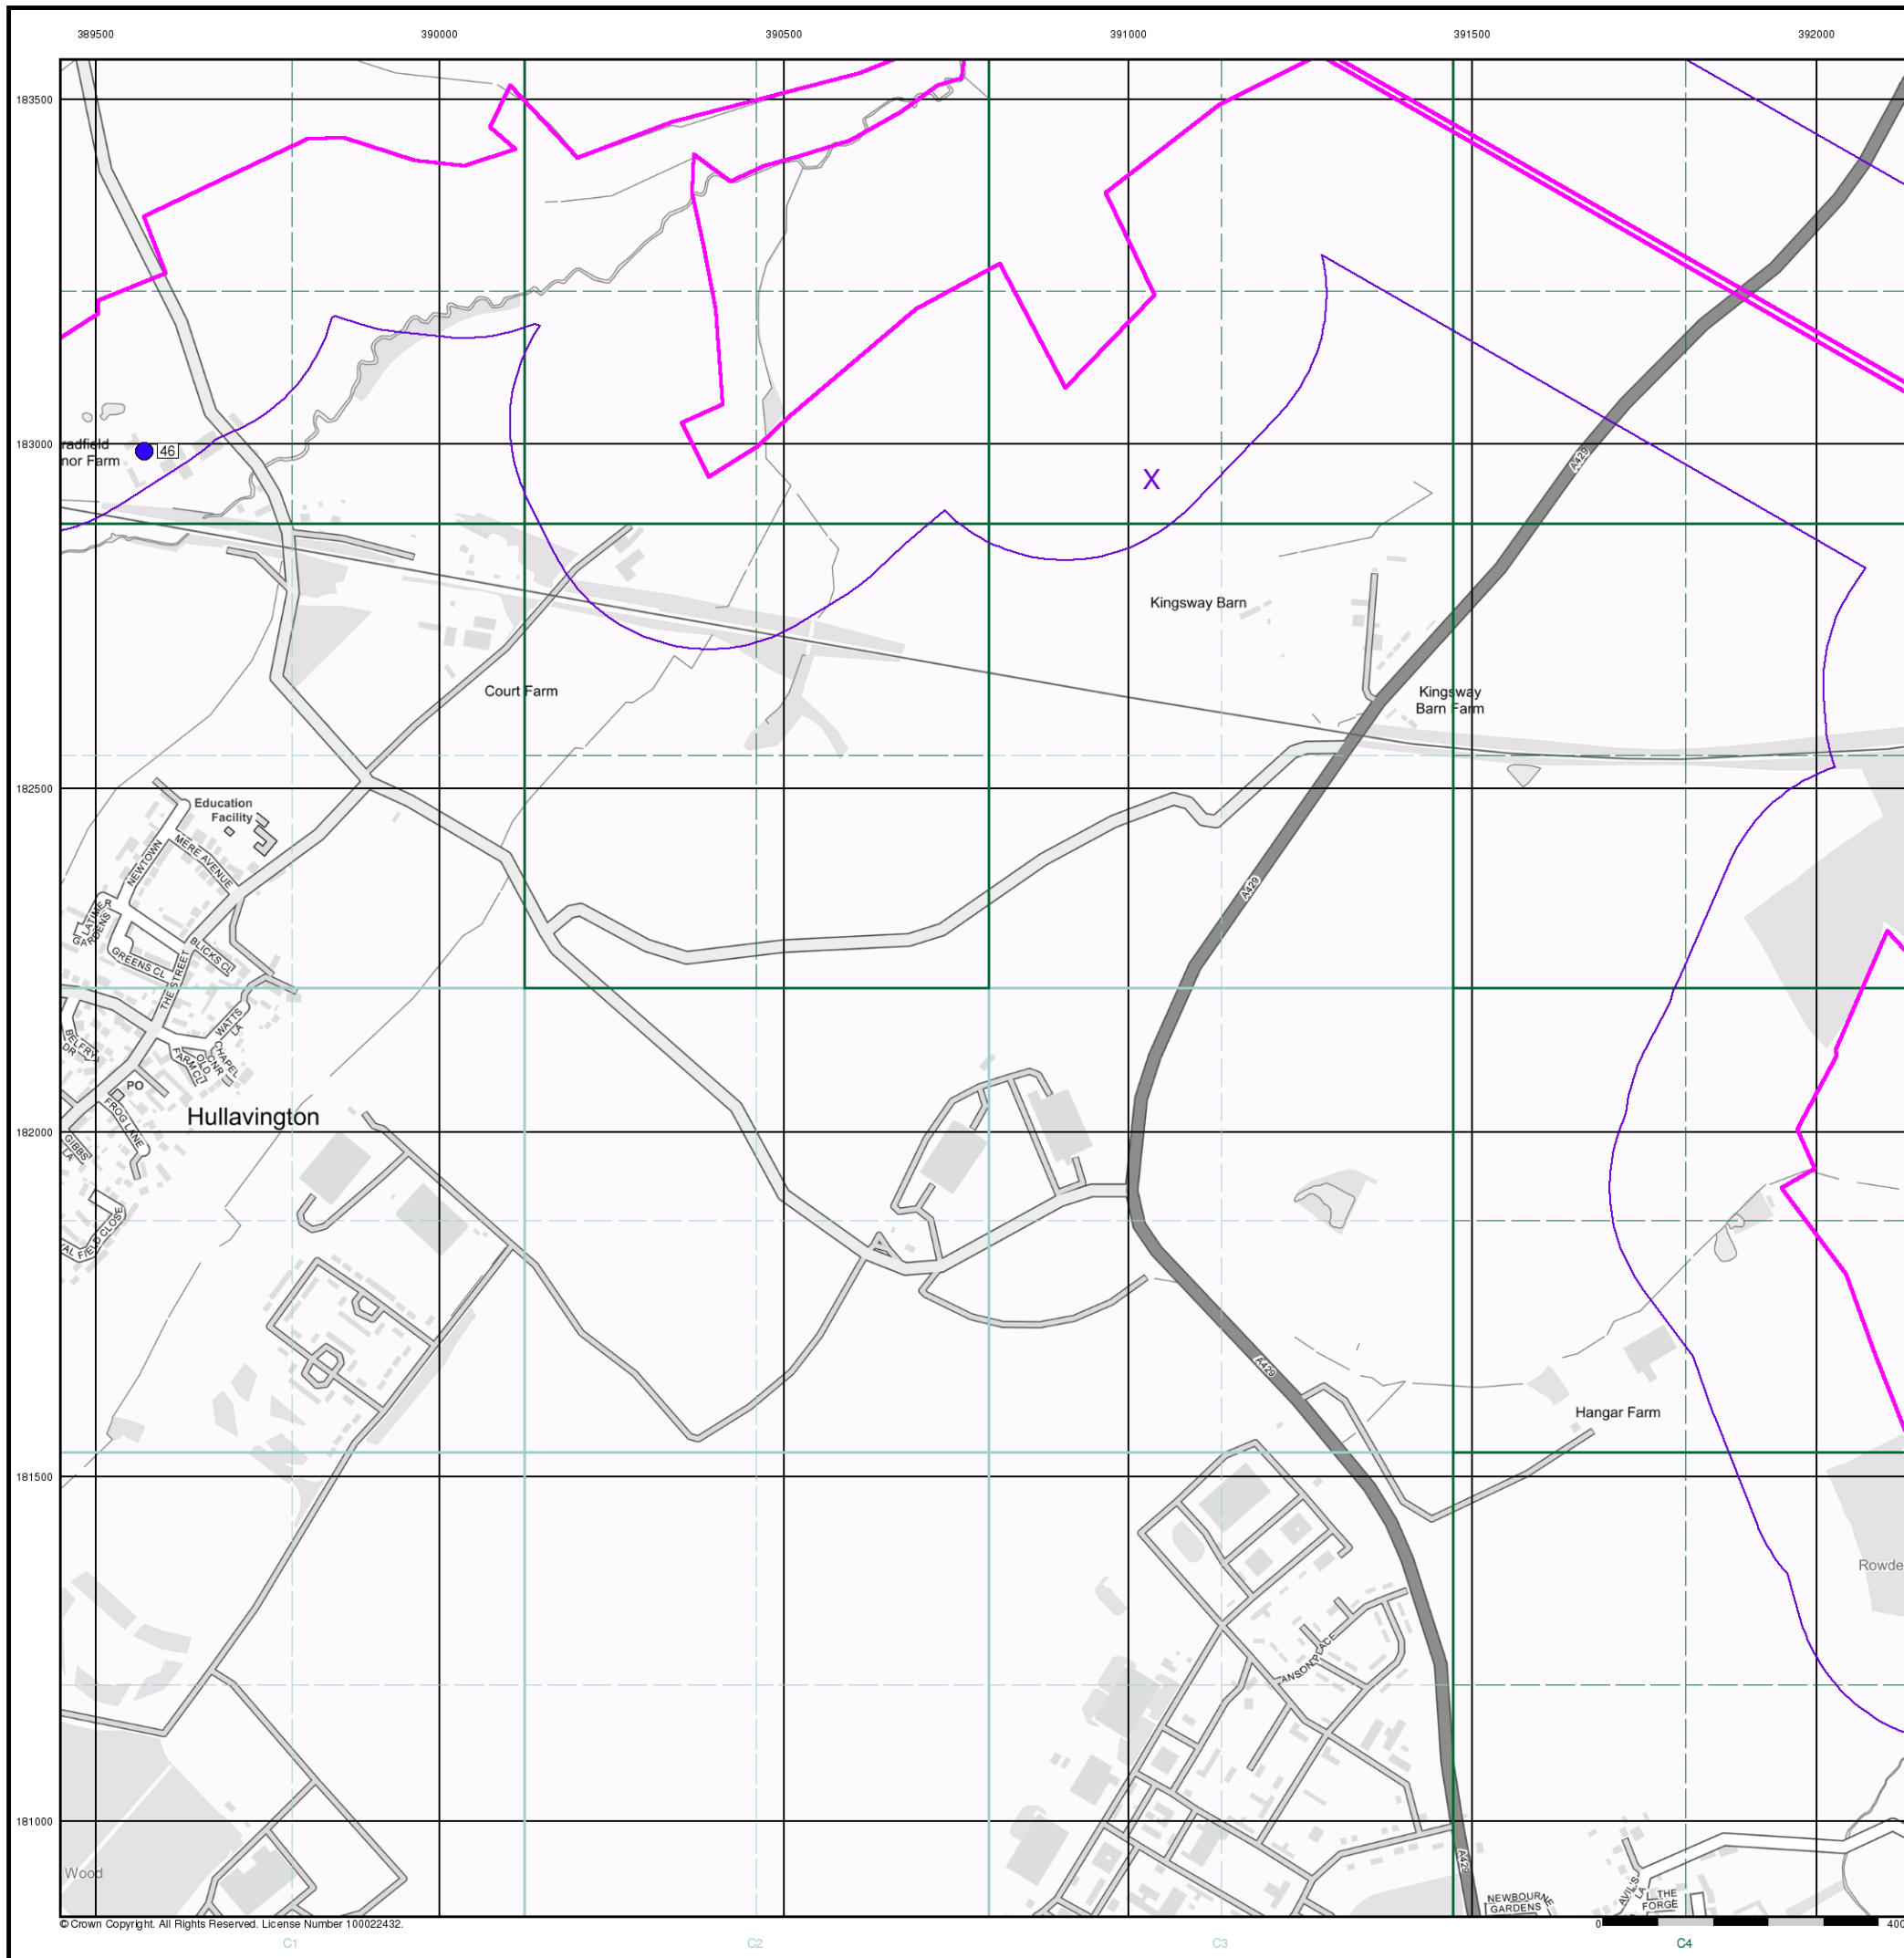 389500 390000 390500 391000 391500 392000
183500
183000
radfield
nor Farm
46
X
A429
Kingsway Barn
Court Farm
Kingsway
Barn Farm
182500
Education
Facility
NEWTOWN
MERE AVENUE
LATIMER
GARDENS
GREENS CL
BLICKS CL
THE STREET
A429
WATTS
LA
BELFRY
DR
CHAPEL
CNR
OLD
FARM CL
PO
FROG LANE
Hullavington
182000
GIBBS
LA
FIELD CLOSE
A429
Hangar Farm
181500
Rowde
ANSON PLACE
181000
Wood
A429
NEWBOURNE
GARDENS
LA
THE
FORGE
© Crown Copyright. All Rights Reserved. License Number 100022432.
0 400
C1 C2 C3 C4